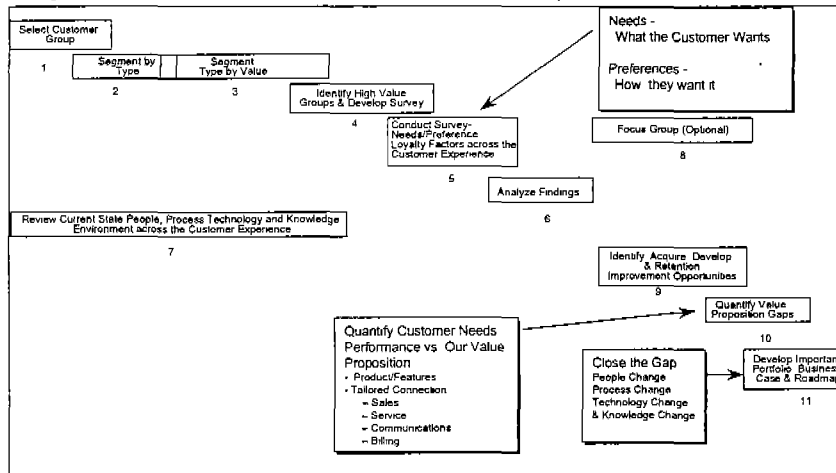 Select Customer
Group
1
Segment by
Type
2
Segment
Type by Value
3
Identify High Value
Groups & Develop Survey
4
Needs -
What the Customer Wants
Preferences -
How they want it
Conduct Survey-
Needs/Preference
Loyalty Factors across the
Customer Experience
5
Focus Group (Optional)
8
Analyze Findings
6
Review Current State People, Process Technology and Knowledge
Environment across the Customer Experience
7
Identify Acquire Develop
& Retention
Improvement Opportunities
9
Quantify Value
Proposition Gaps
10
Quantify Customer Needs
Performance vs Our Value
Proposition
- Product/Features
- Tailored Connection
– Sales
– Service
– Communications
– Billing
Close the Gap
People Change
Process Change
Technology Change
& Knowledge Change
Develop Important
Portfolio Business
Case & Roadmap
11